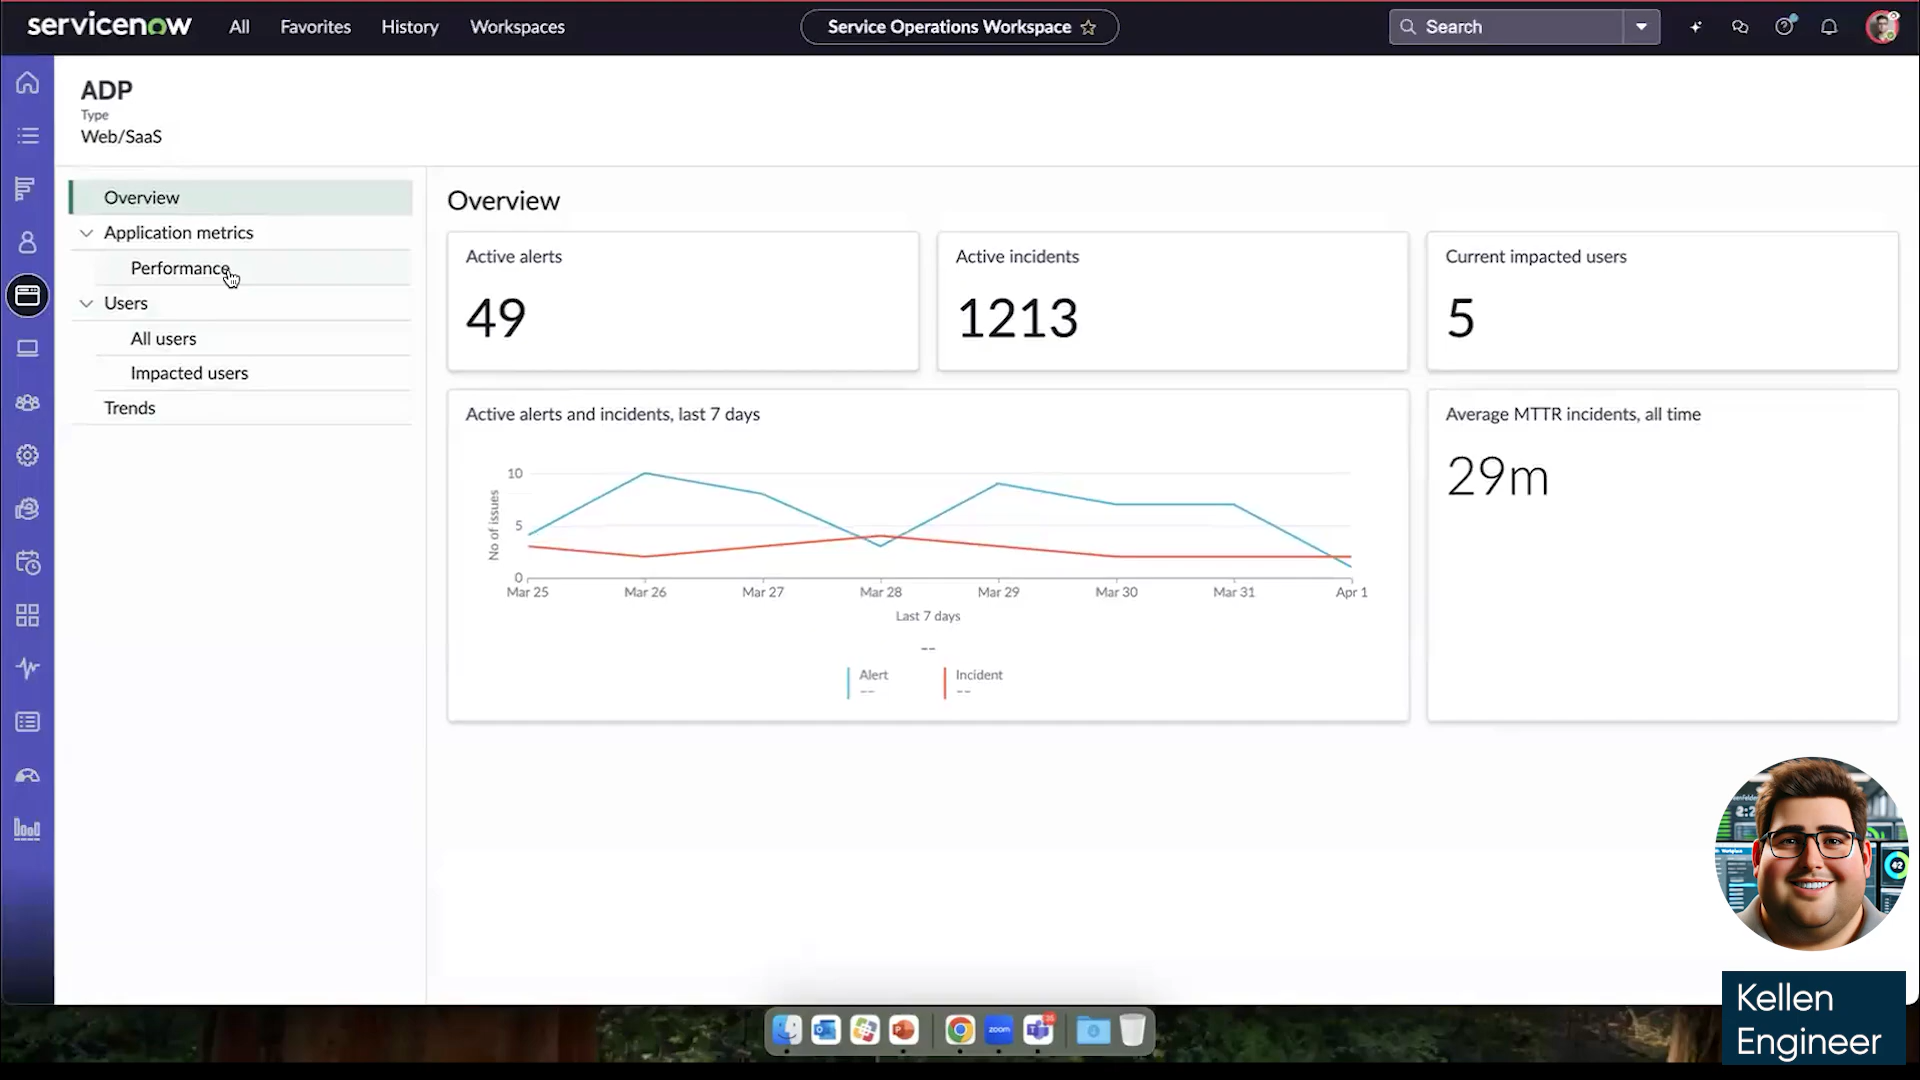 servicenow
All
Favorites
History
Workspaces
Service Operations Workspace
Search
ADP
Type
Web/SaaS
Overview
Application metrics
Performance
Users
All users
Impacted users
Trends
Overview
Active alerts
49
Active incidents
1213
Current impacted users
5
Active alerts and incidents, last 7 days
No of issues
10
5
0
Mar 25
Mar 26
Mar 27
Mar 28
Mar 29
Mar 30
Mar 31
Apr 1
Last 7 days
--
Alert
--
Incident
--
Average MTTR incidents, all time
29m
zoom
42
Kellen
Engineer